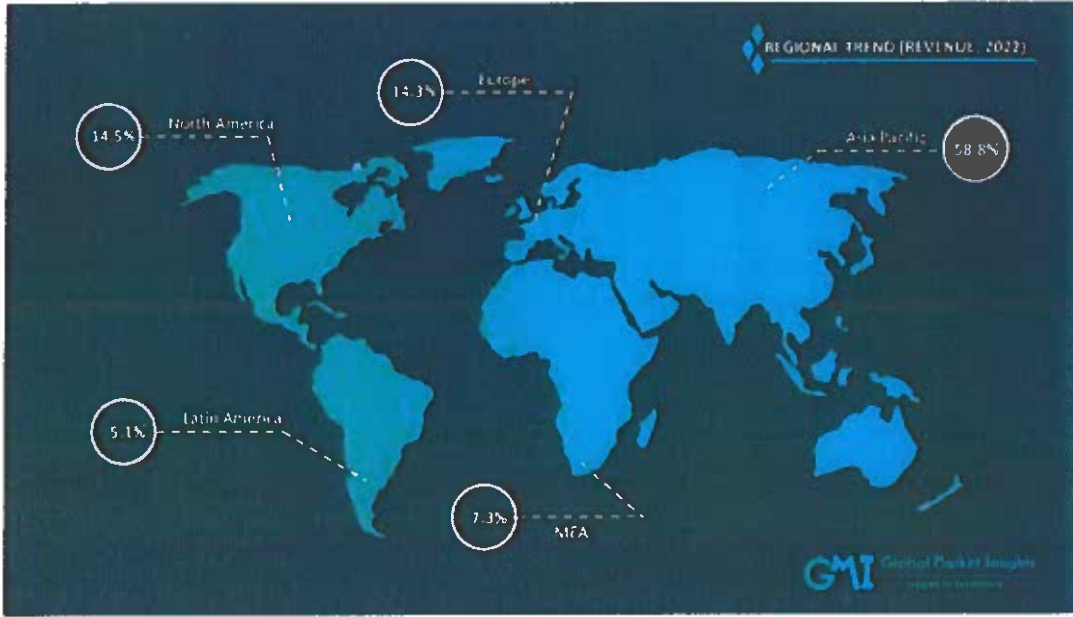 REGIONAL TREND (REVENUE, 2022)
14.3%
Europe
14.5%
North America
Asia Pacific
58.8%
5.1%
Latin America
7.3%
MEA
GMI Global Market Insights